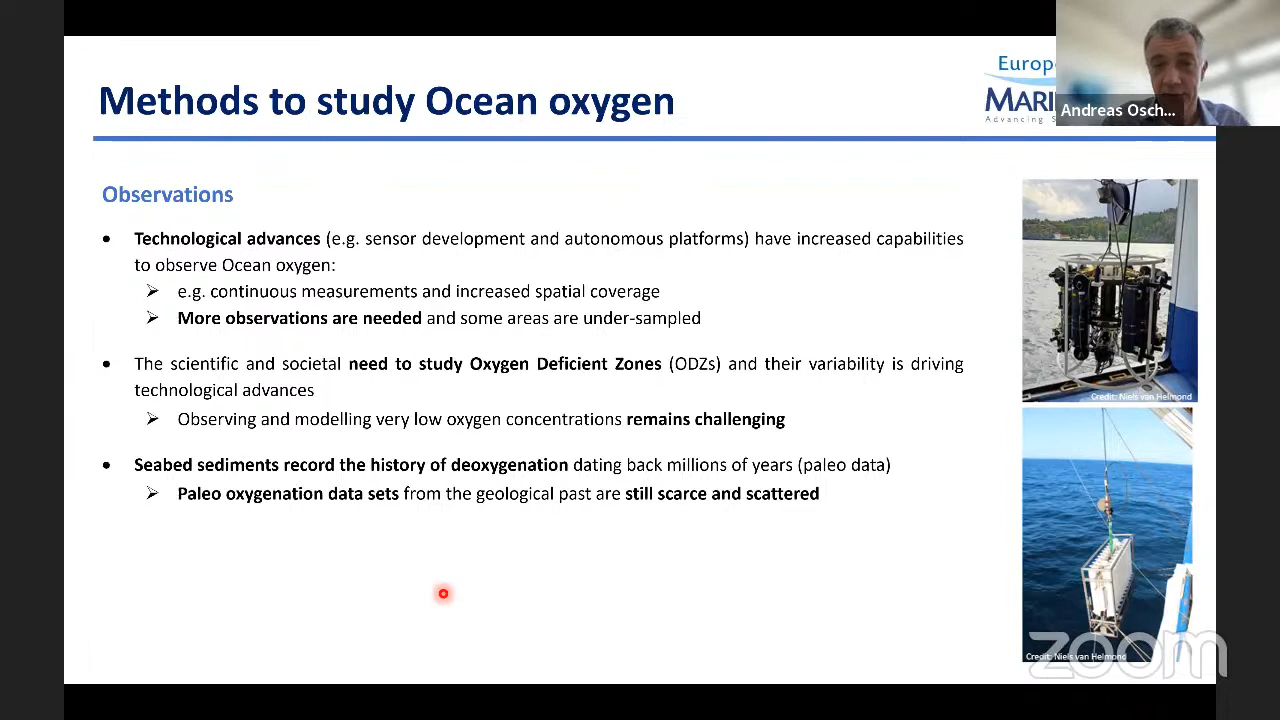 Methods to study Ocean oxygen
Europ
MARI
Advancing S
Andreas Osch...
Observations
• Technological advances (e.g. sensor development and autonomous platforms) have increased capabilities
to observe Ocean oxygen:
➢ e.g. continuous measurements and increased spatial coverage
➢ More observations are needed and some areas are under-sampled
• The scientific and societal need to study Oxygen Deficient Zones (ODZs) and their variability is driving
technological advances
➢ Observing and modelling very low oxygen concentrations remains challenging
• Seabed sediments record the history of deoxygenation dating back millions of years (paleo data)
➢ Paleo oxygenation data sets from the geological past are still scarce and scattered
Credit: Niels van Helmond
Credit: Niels van Helmond
zoom